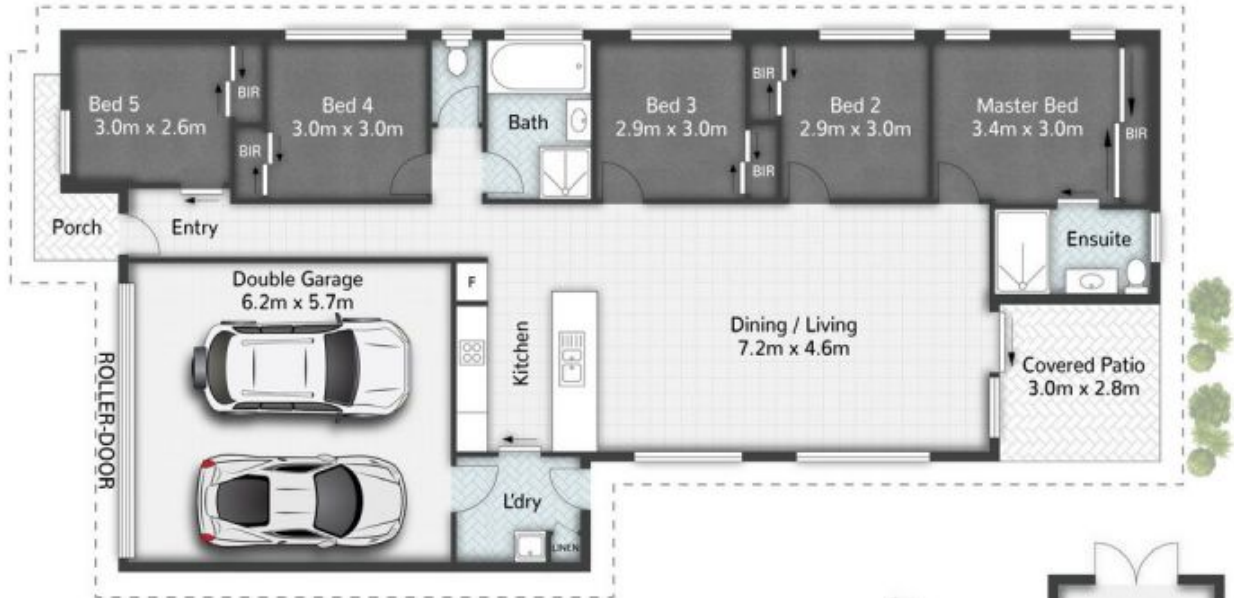 Bed 5
3.0m x 2.6m
BIR
BIR
Bed 4
3.0m x 3.0m
Bath
Bed 3
2.9m x 3.0m
BIR
BIR
Bed 2
2.9m x 3.0m
Master Bed
3.4m x 3.0m
BIR
Porch
Entry
Ensuite
Double Garage
6.2m x 5.7m
F
ROLLER-DOOR
Kitchen
Dining / Living
7.2m x 4.6m
Covered Patio
3.0m x 2.8m
L'dry
LINEN